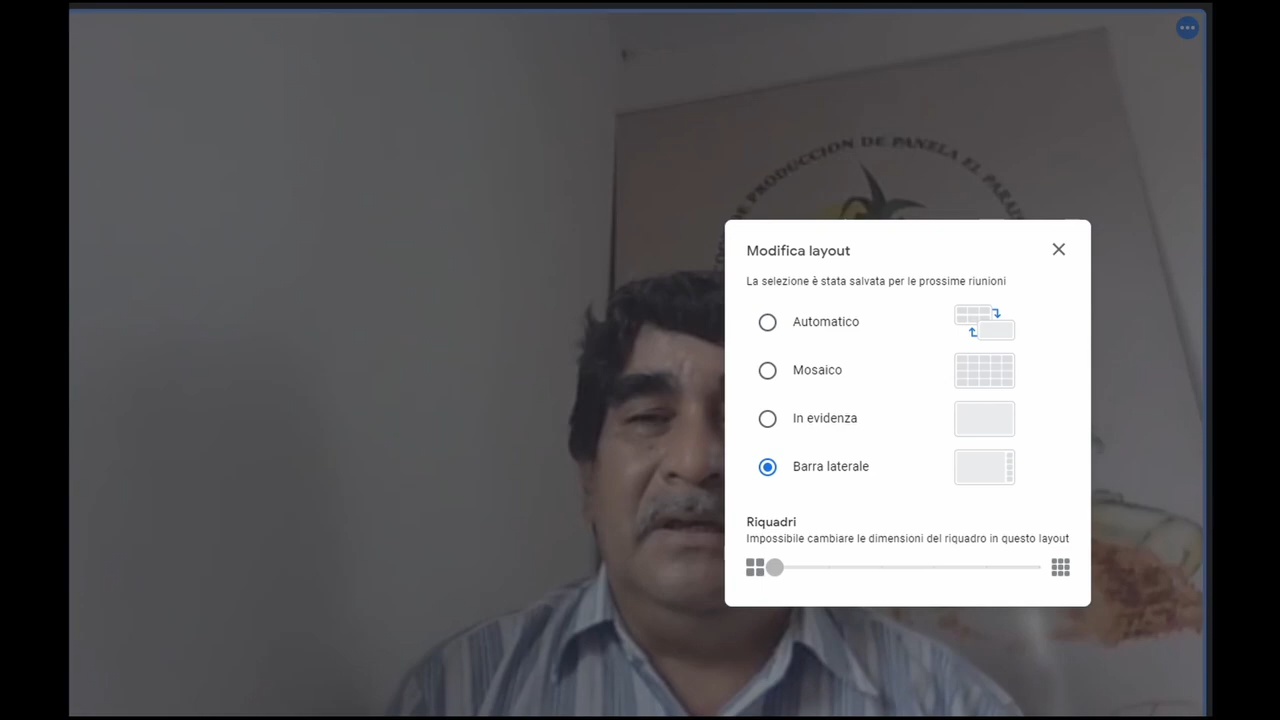 DE PRODUCCION DE PANELA EL
Modifica layout
La selezione è stata salvata per le prossime riunioni
Automatico
Mosaico
In evidenza
Barra laterale
Riquadri
Impossibile cambiare le dimensioni del riquadro in questo layout